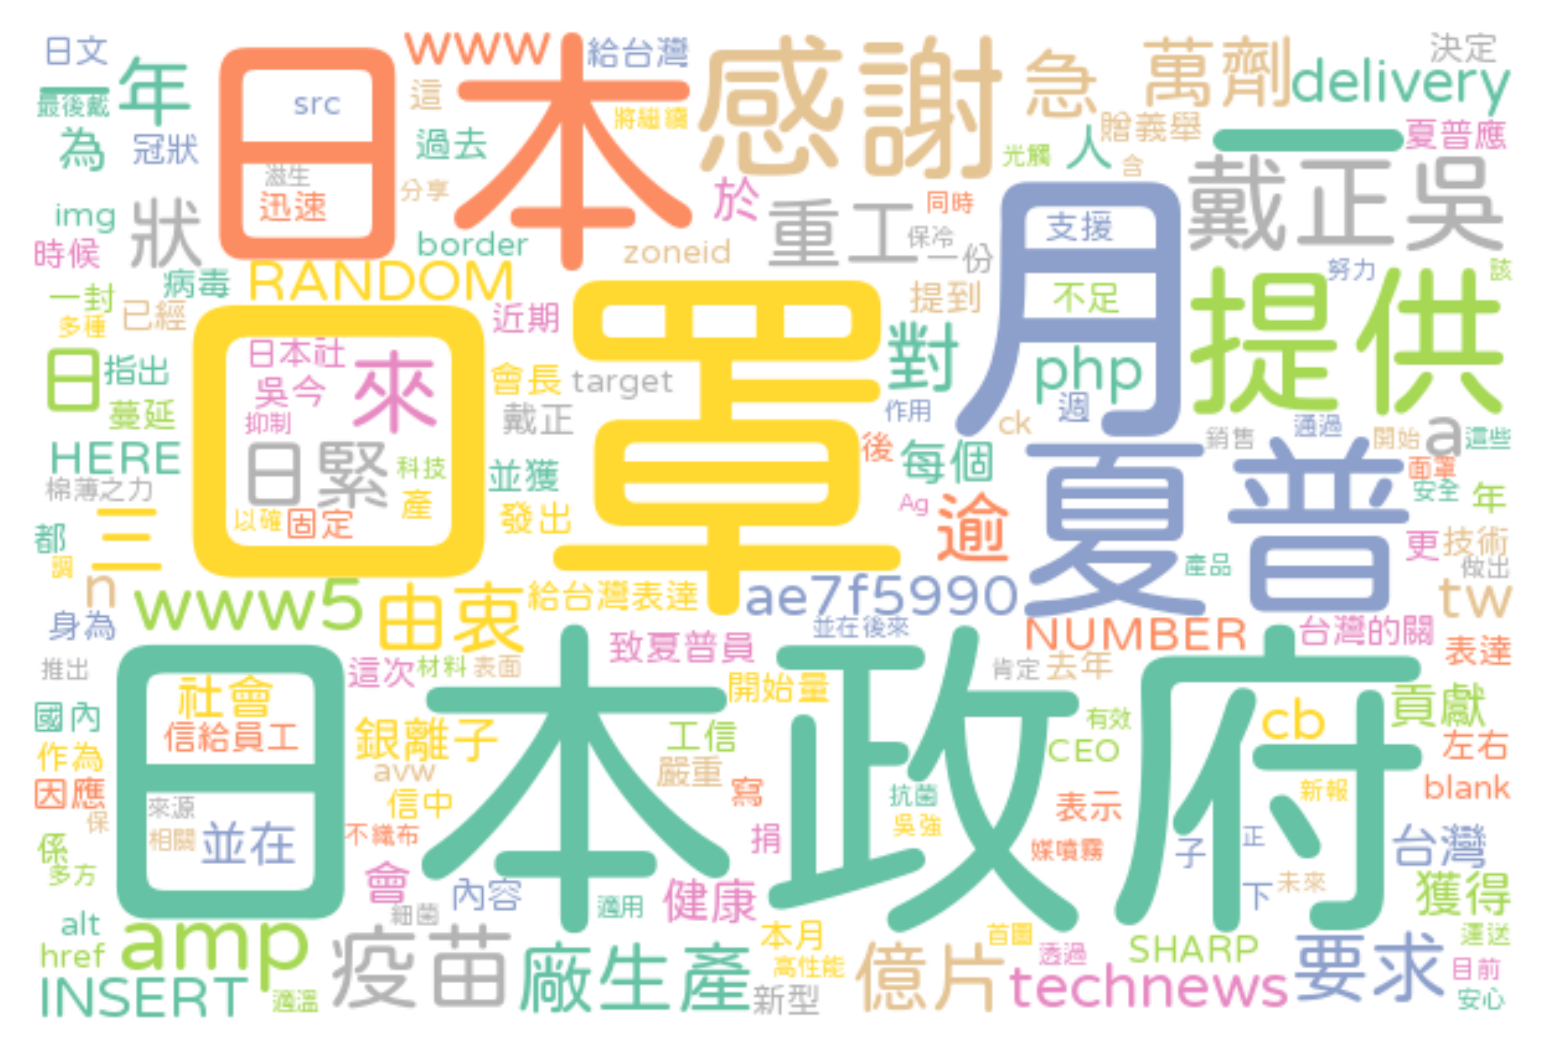 日文
www
給台灣
感謝
急
萬劑
決定
一年
日本
src
這
將繼續
delivery
最後戴
過去
光觸
人
贈義舉
一
夏普應
為
冠狀
滋生
迅速
分享
於
重工
同時
含
戴正吳
img
狀
border
zoneid
保冷
一份
月
支援
時候
病毒
RANDOM
提到
不足
努力
該
一封
多種
已經
近期
口罩
對
php
提供
日
指出
日本社
吳今
來
會長
target
週
蔓延
抑制
戴正
作用
ck
銷售
通過
開始
a
這些
HERE
日緊
科技
並獲
後
每個
夏普
面罩
棉薄之力
產
Ag
安全
年
都
三
以確
固定
發出
逾
更
技術
調
產品
做出
n
www5
由衷
給台灣表達
ae7f5990
tw
身為
並在後來
NUMBER
台灣的關
日本政府
致夏普員
表達
推出
這次
材料
表面
肯定
去年
社會
開始量
國內
信給員工
銀離子
工信
有效
cb
貢獻
作為
avw
嚴重
CEO
左右
因應
來源
信中
寫
抗菌
表示
新報
blank
保
相關
並在
不織布
捐
吳強
媒噴霧
子
正
台灣
係
多方
會
內容
適用
健康
下
未來
獲得
alt
細菌
本月
首圖
SHARP
運送
href
amp
疫苗
廠生產
高性能
億片
透過
要求
目前
INSERT
適溫
新型
technews
安心